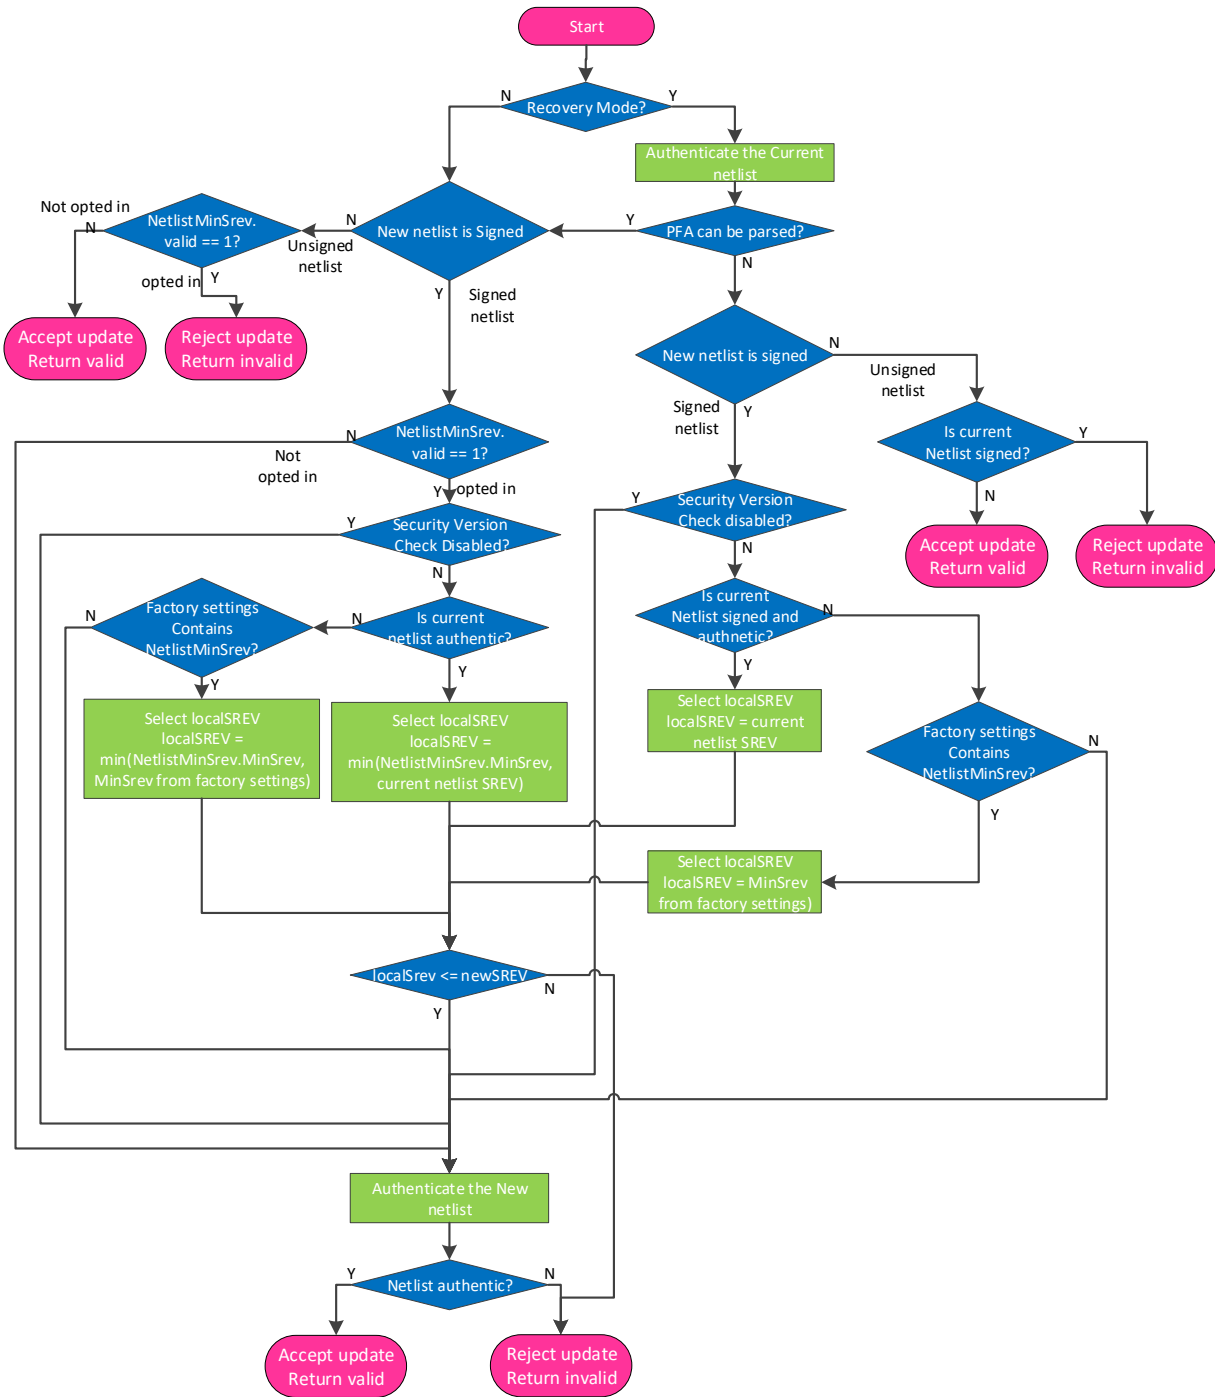 Start
Recovery Mode?
N
Y
Authenticate the Current
netlist
PFA can be parsed?
Y
N
New netlist is Signed
N
Unsigned
netlist
Y
Signed
netlist
NetlistMinSrev.
valid == 1?
Not opted in
N
opted in
Y
Accept update
Return valid
Reject update
Return invalid
New netlist is signed
N
Unsigned
netlist
Signed
netlist
Y
Is current
Netlist signed?
Y
N
Accept update
Return valid
Reject update
Return invalid
NetlistMinSrev.
valid == 1?
N
Not
opted in
Y
opted in
Security Version
Check Disabled?
Y
N
Security Version
Check disabled?
Y
N
Is current
netlist authentic?
N
Y
Factory settings
Contains
NetlistMinSrev?
N
Y
Is current
Netlist signed and
authnetic?
N
Y
Select localSREV
localSREV =
min(NetlistMinSrev.MinSrev,
MinSrev from factory settings)
Select localSREV
localSREV =
min(NetlistMinSrev.MinSrev,
current netlist SREV)
Select localSREV
localSREV = current
netlist SREV
Factory settings
Contains
NetlistMinSrev?
N
Y
Select localSREV
localSREV = MinSrev
from factory settings)
localSrev <= newSREV
N
Y
Authenticate the New
netlist
Netlist authentic?
Y
N
Accept update
Return valid
Reject update
Return invalid